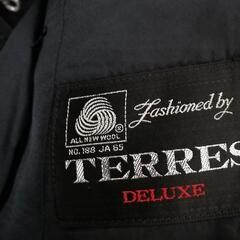 Fashioned by
®
ALL NEW WOOL
NO. 188 JA 65
TERRES
DELUXE